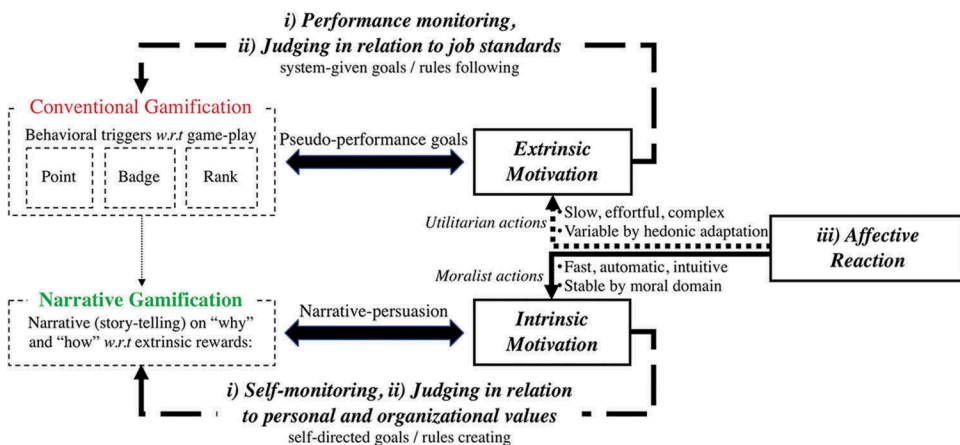 i) Performance monitoring,
ii) Judging in relation to job standards
system-given goals / rules following
Conventional Gamification
Behavioral triggers w.r.t game-play
Point
Badge
Rank
Pseudo-performance goals
Extrinsic
Motivation
Utilitarian actions
•Slow, effortful, complex
•Variable by hedonic adaptation
iii) Affective
Reaction
Moralist actions
•Fast, automatic, intuitive
•Stable by moral domain
Narrative Gamification
Narrative (story-telling) on “why”
and “how” w.r.t extrinsic rewards:
Narrative-persuasion
Intrinsic
Motivation
i) Self-monitoring, ii) Judging in relation
to personal and organizational values
self-directed goals / rules creating